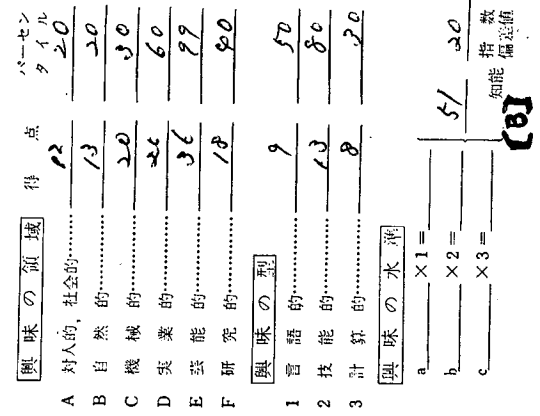 得点 パーセンタイル
興味の領域
A 対人的，社会的………… 12 20
B 自然的………… 13 20
C 機械的………… 20 30
D 実業的………… 26 60
E 芸能的………… 36 99
F 研究的………… 18 40
興味の型
1 言語的………… 9 50
2 技能的………… 13 80
3 計算的………… 8 30
興味の水準
a ×1=
b ×2= 51 20
c ×3=
知能 指数 偏差値
【B】